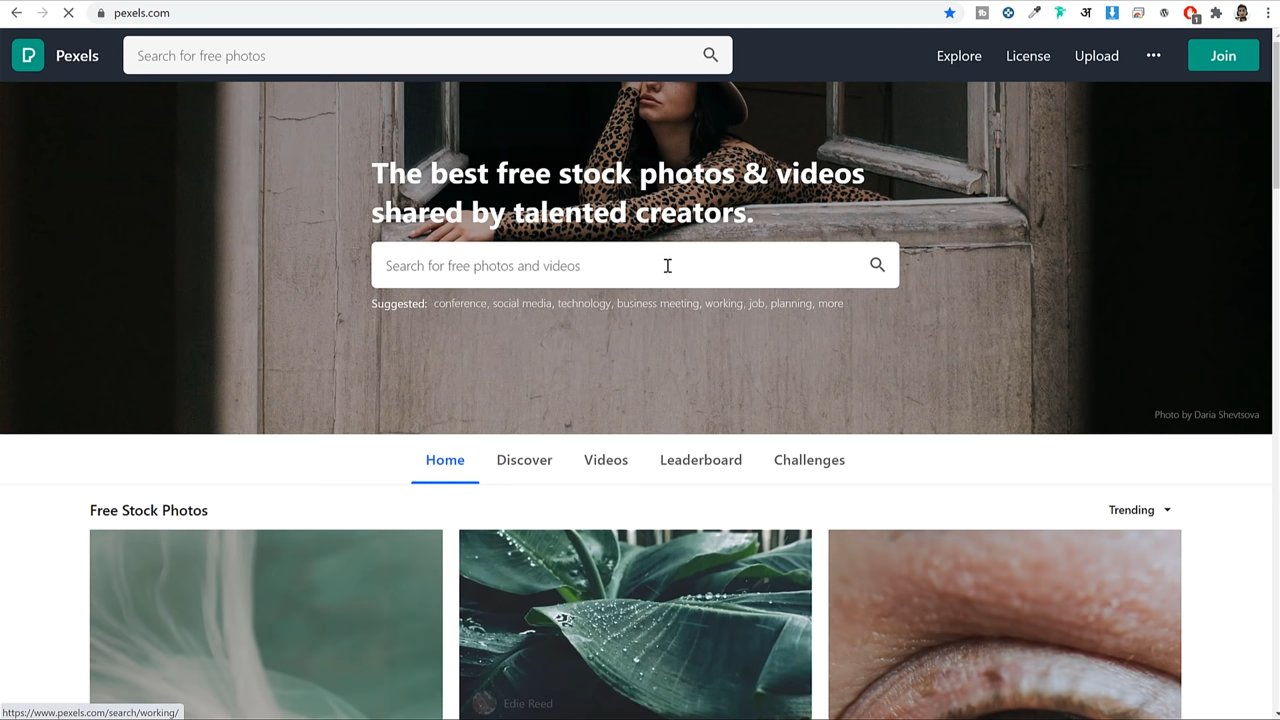 pexels.com
अ
1
Pexels
Search for free photos
Explore
License
Upload
Join
The best free stock photos & videos
shared by talented creators.
Search for free photos and videos
Suggested: conference, social media, technology, business meeting, working, job, planning, more
Photo by Daria Shevtsova
Home
Discover
Videos
Leaderboard
Challenges
Free Stock Photos
Trending
Edie Reed
https://www.pexels.com/search/working/